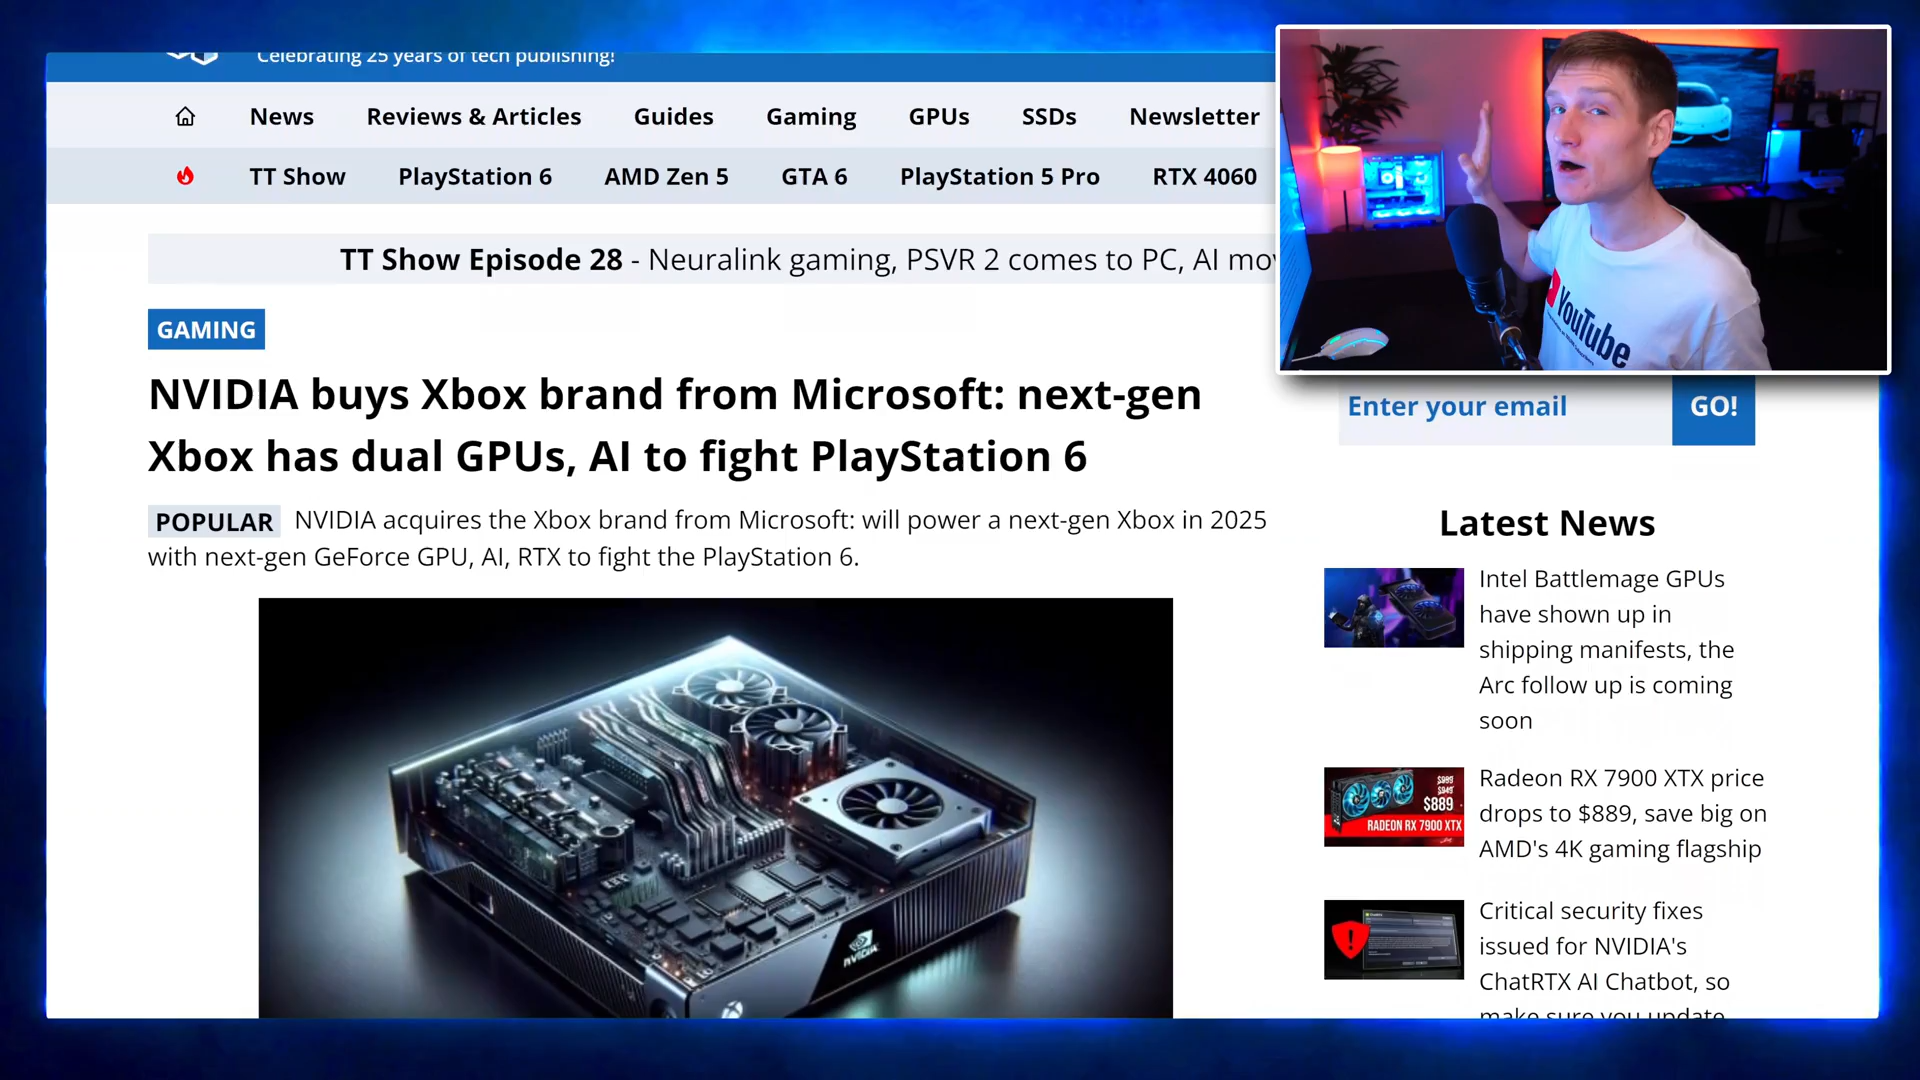 Celebrating 25 years of tech publishing!
News Reviews & Articles Guides Gaming GPUs SSDs Newsletter
TT Show PlayStation 6 AMD Zen 5 GTA 6 PlayStation 5 Pro RTX 4060
TT Show Episode 28 - Neuralink gaming, PSVR 2 comes to PC, AI mov
GAMING
NVIDIA buys Xbox brand from Microsoft: next-gen
Xbox has dual GPUs, AI to fight PlayStation 6
POPULAR NVIDIA acquires the Xbox brand from Microsoft: will power a next-gen Xbox in 2025
with next-gen GeForce GPU, AI, RTX to fight the PlayStation 6.
NVIDIA
YouTube
Enter your email GO!
Latest News
Intel Battlemage GPUs
have shown up in
shipping manifests, the
Arc follow up is coming
soon
$999
$949
$889
RADEON RX 7900 XTX
Radeon RX 7900 XTX price
drops to $889, save big on
AMD's 4K gaming flagship
Critical security fixes
issued for NVIDIA's
ChatRTX AI Chatbot, so
make sure you update